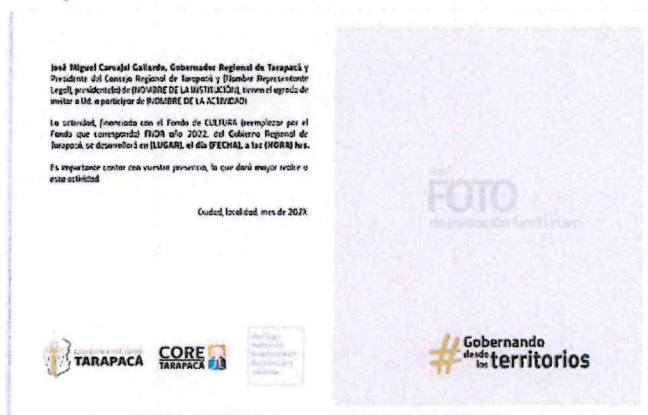 José Miguel Carvajal Gallardo, Gobernador Regional de Tarapacá y
Presidente del Consejo Regional de Tarapacá y [Nombre Representante
Legal], presidente(a) de (NOMBRE DE LA INSTITUCIÓN), tienen el agrado de
invitar a Ud. a participar de (NOMBRE DE LA ACTIVIDAD)
La actividad, financiada con el Fondo de CULTURA (reemplazar por el
Fondo que corresponda) FNDR año 2022, del Gobierno Regional de
Tarapacá, se desarrollará en (LUGAR), el día (FECHA), a las (HORA) hrs.
Es importante contar con vuestra presencia, lo que dará mayor realce a
esta actividad
Ciudad, localidad, mes de 202X
TARAPACÁ
CORE
TARAPACÁ
FOTO
de invitación fondo claro
#Gobernando
desde
los territorios